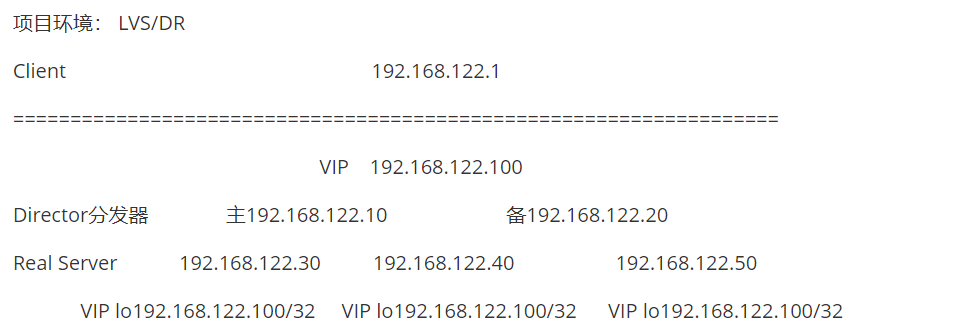 项目环境： LVS/DR
Client 192.168.122.1
===================================================================
VIP 192.168.122.100
Director分发器 主192.168.122.10 备192.168.122.20
Real Server 192.168.122.30 192.168.122.40 192.168.122.50
VIP lo192.168.122.100/32 VIP lo192.168.122.100/32 VIP lo192.168.122.100/32